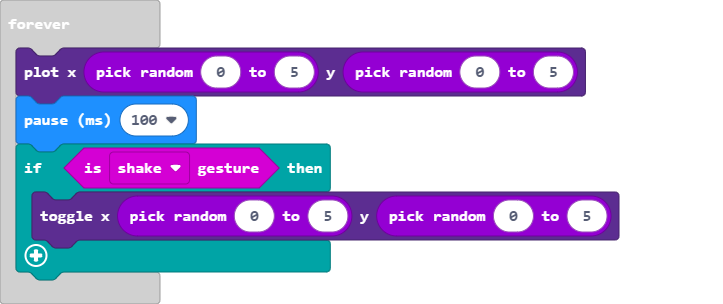 forever
plot x pick random 0 to 5 y pick random 0 to 5
pause (ms) 100
if is shake gesture then
toggle x pick random 0 to 5 y pick random 0 to 5